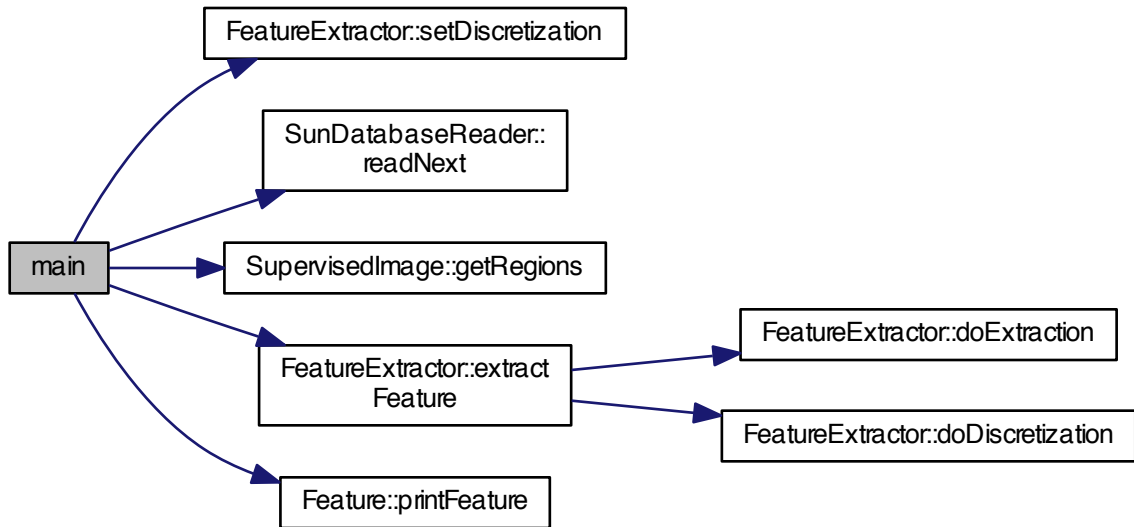 FeatureExtractor::setDiscretization
SunDatabaseReader::
readNext
main
SupervisedImage::getRegions
FeatureExtractor::extract
Feature
FeatureExtractor::doExtraction
FeatureExtractor::doDiscretization
Feature::printFeature